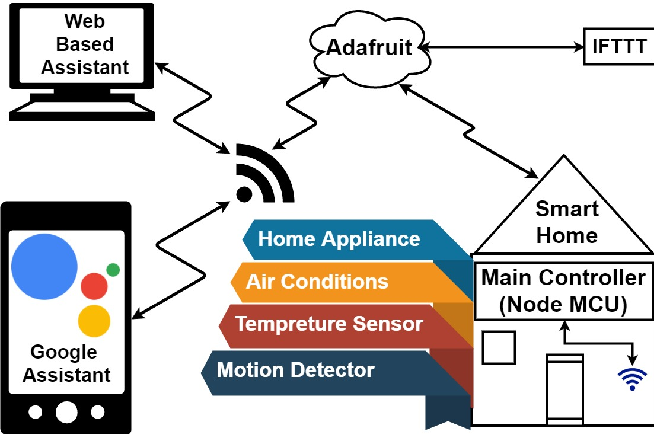 Web
Based
Assistant
Adafruit
IFTTT
Smart
Home
Home Appliance
Air Conditions
Tempreture Sensor
Motion Detector
Main Controller
(Node MCU)
Google
Assistant